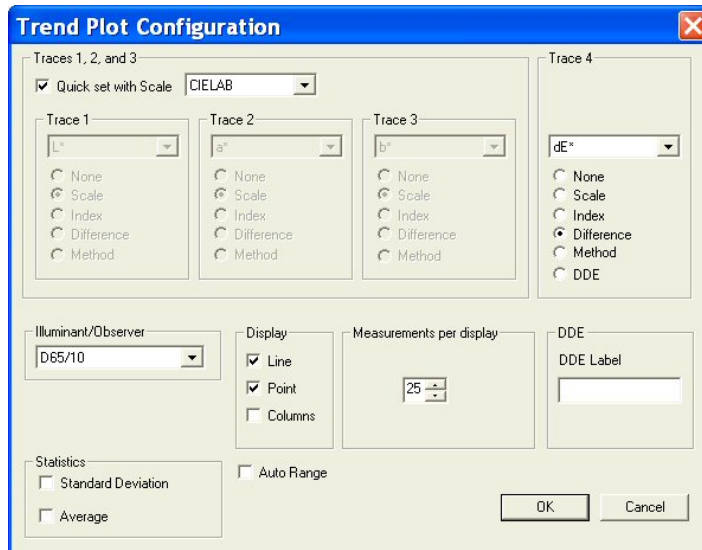 Trend Plot Configuration
Traces 1, 2, and 3
Quick set with Scale CIELAB
Trace 1
L*
None
Scale
Index
Difference
Method
Trace 2
a*
None
Scale
Index
Difference
Method
Trace 3
b*
None
Scale
Index
Difference
Method
Trace 4
dE*
None
Scale
Index
Difference
Method
DDE
Illuminant/Observer
D65/10
Display
Line
Point
Columns
Measurements per display
25
DDE
DDE Label
Statistics
Standard Deviation
Average
Auto Range
OK Cancel